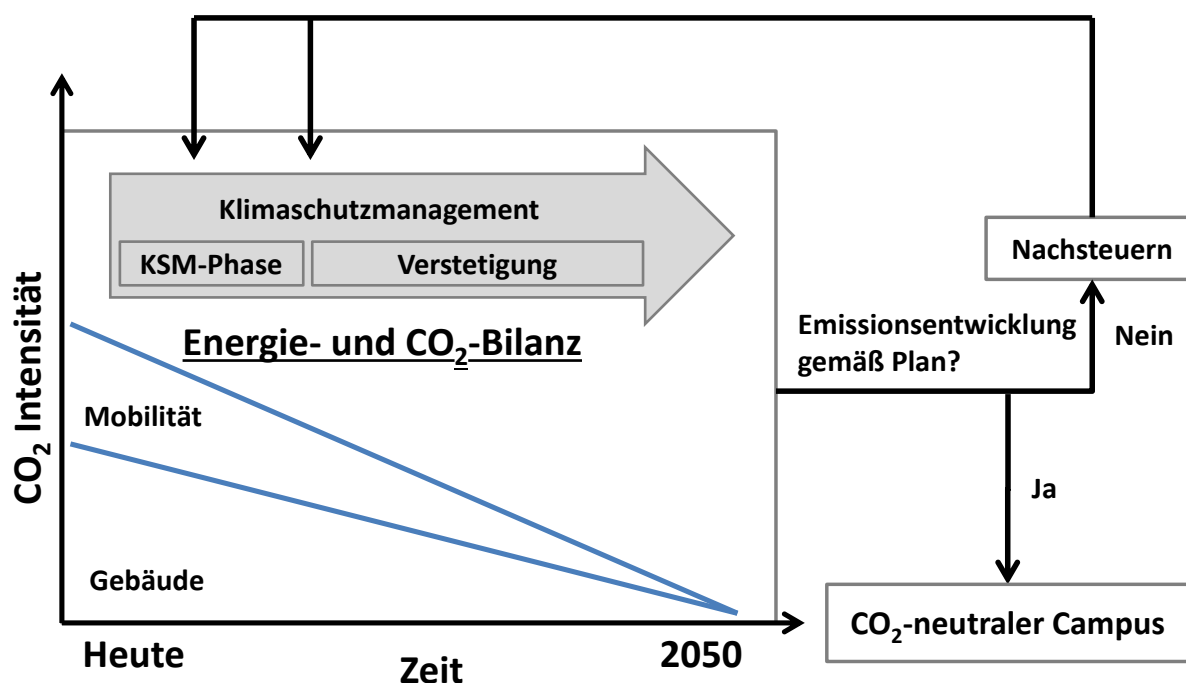 Klimaschutzmanagement
KSM-Phase
Verstetigung
Energie- und CO₂-Bilanz
CO₂ Intensität
Mobilität
Gebäude
Heute
Zeit
2050
Emissionsentwicklung
gemäß Plan?
Nachsteuern
Nein
Ja
CO₂-neutraler Campus